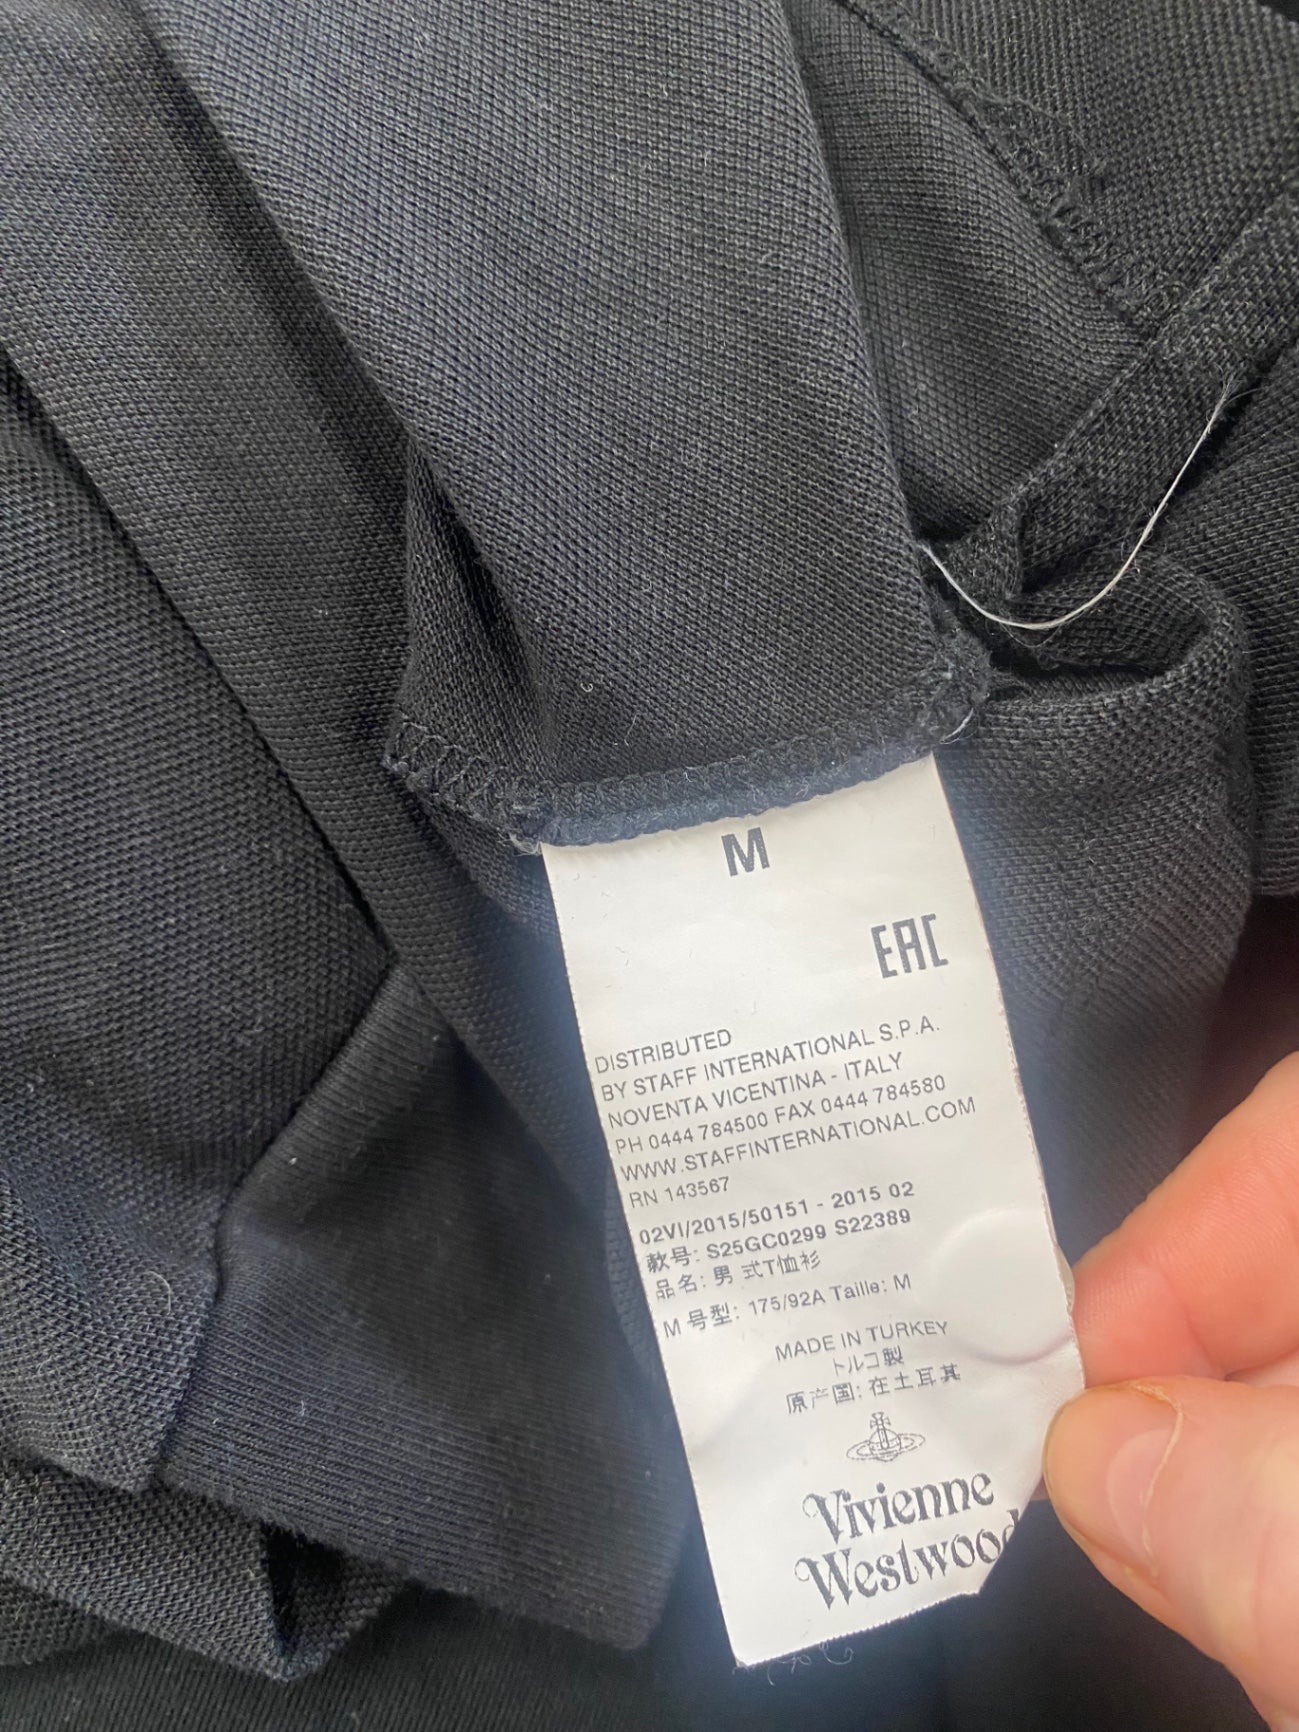 M
EAC
DISTRIBUTED
BY STAFF INTERNATIONAL S.P.A.
NOVENTA VICENTINA - ITALY
PH 0444 784500 FAX 0444 784580
WWW.STAFFINTERNATIONAL.COM
RN 143567
02VI/2015/50151 - 2015 02
款号: S25GC0299 S22389
品名: 男 式T恤衫
M 号型: 175/92A Taille: M
MADE IN TURKEY
トルコ製
原产国: 在土耳其
Vivienne
Westwood